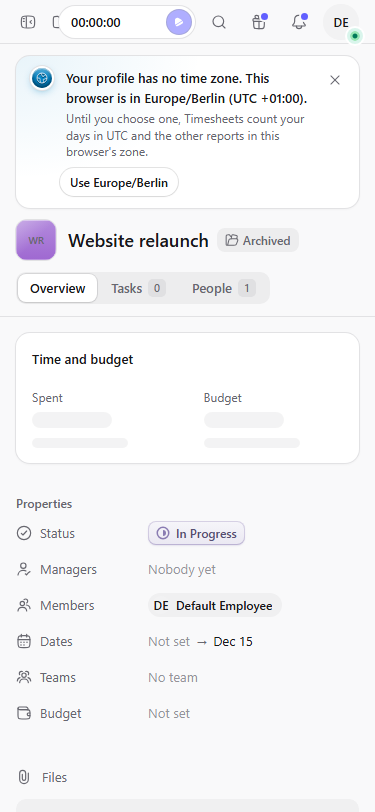 00:00:00
DE
Your profile has no time zone. This
browser is in Europe/Berlin (UTC +01:00).
Until you choose one, Timesheets count your
days in UTC and the other reports in this
browser's zone.
Use Europe/Berlin
WR
Website relaunch
Archived
Overview
Tasks 0
People 1
Time and budget
Spent
Budget
Properties
Status
In Progress
Managers
Nobody yet
Members
DE Default Employee
Dates
Not set → Dec 15
Teams
No team
Budget
Not set
Files